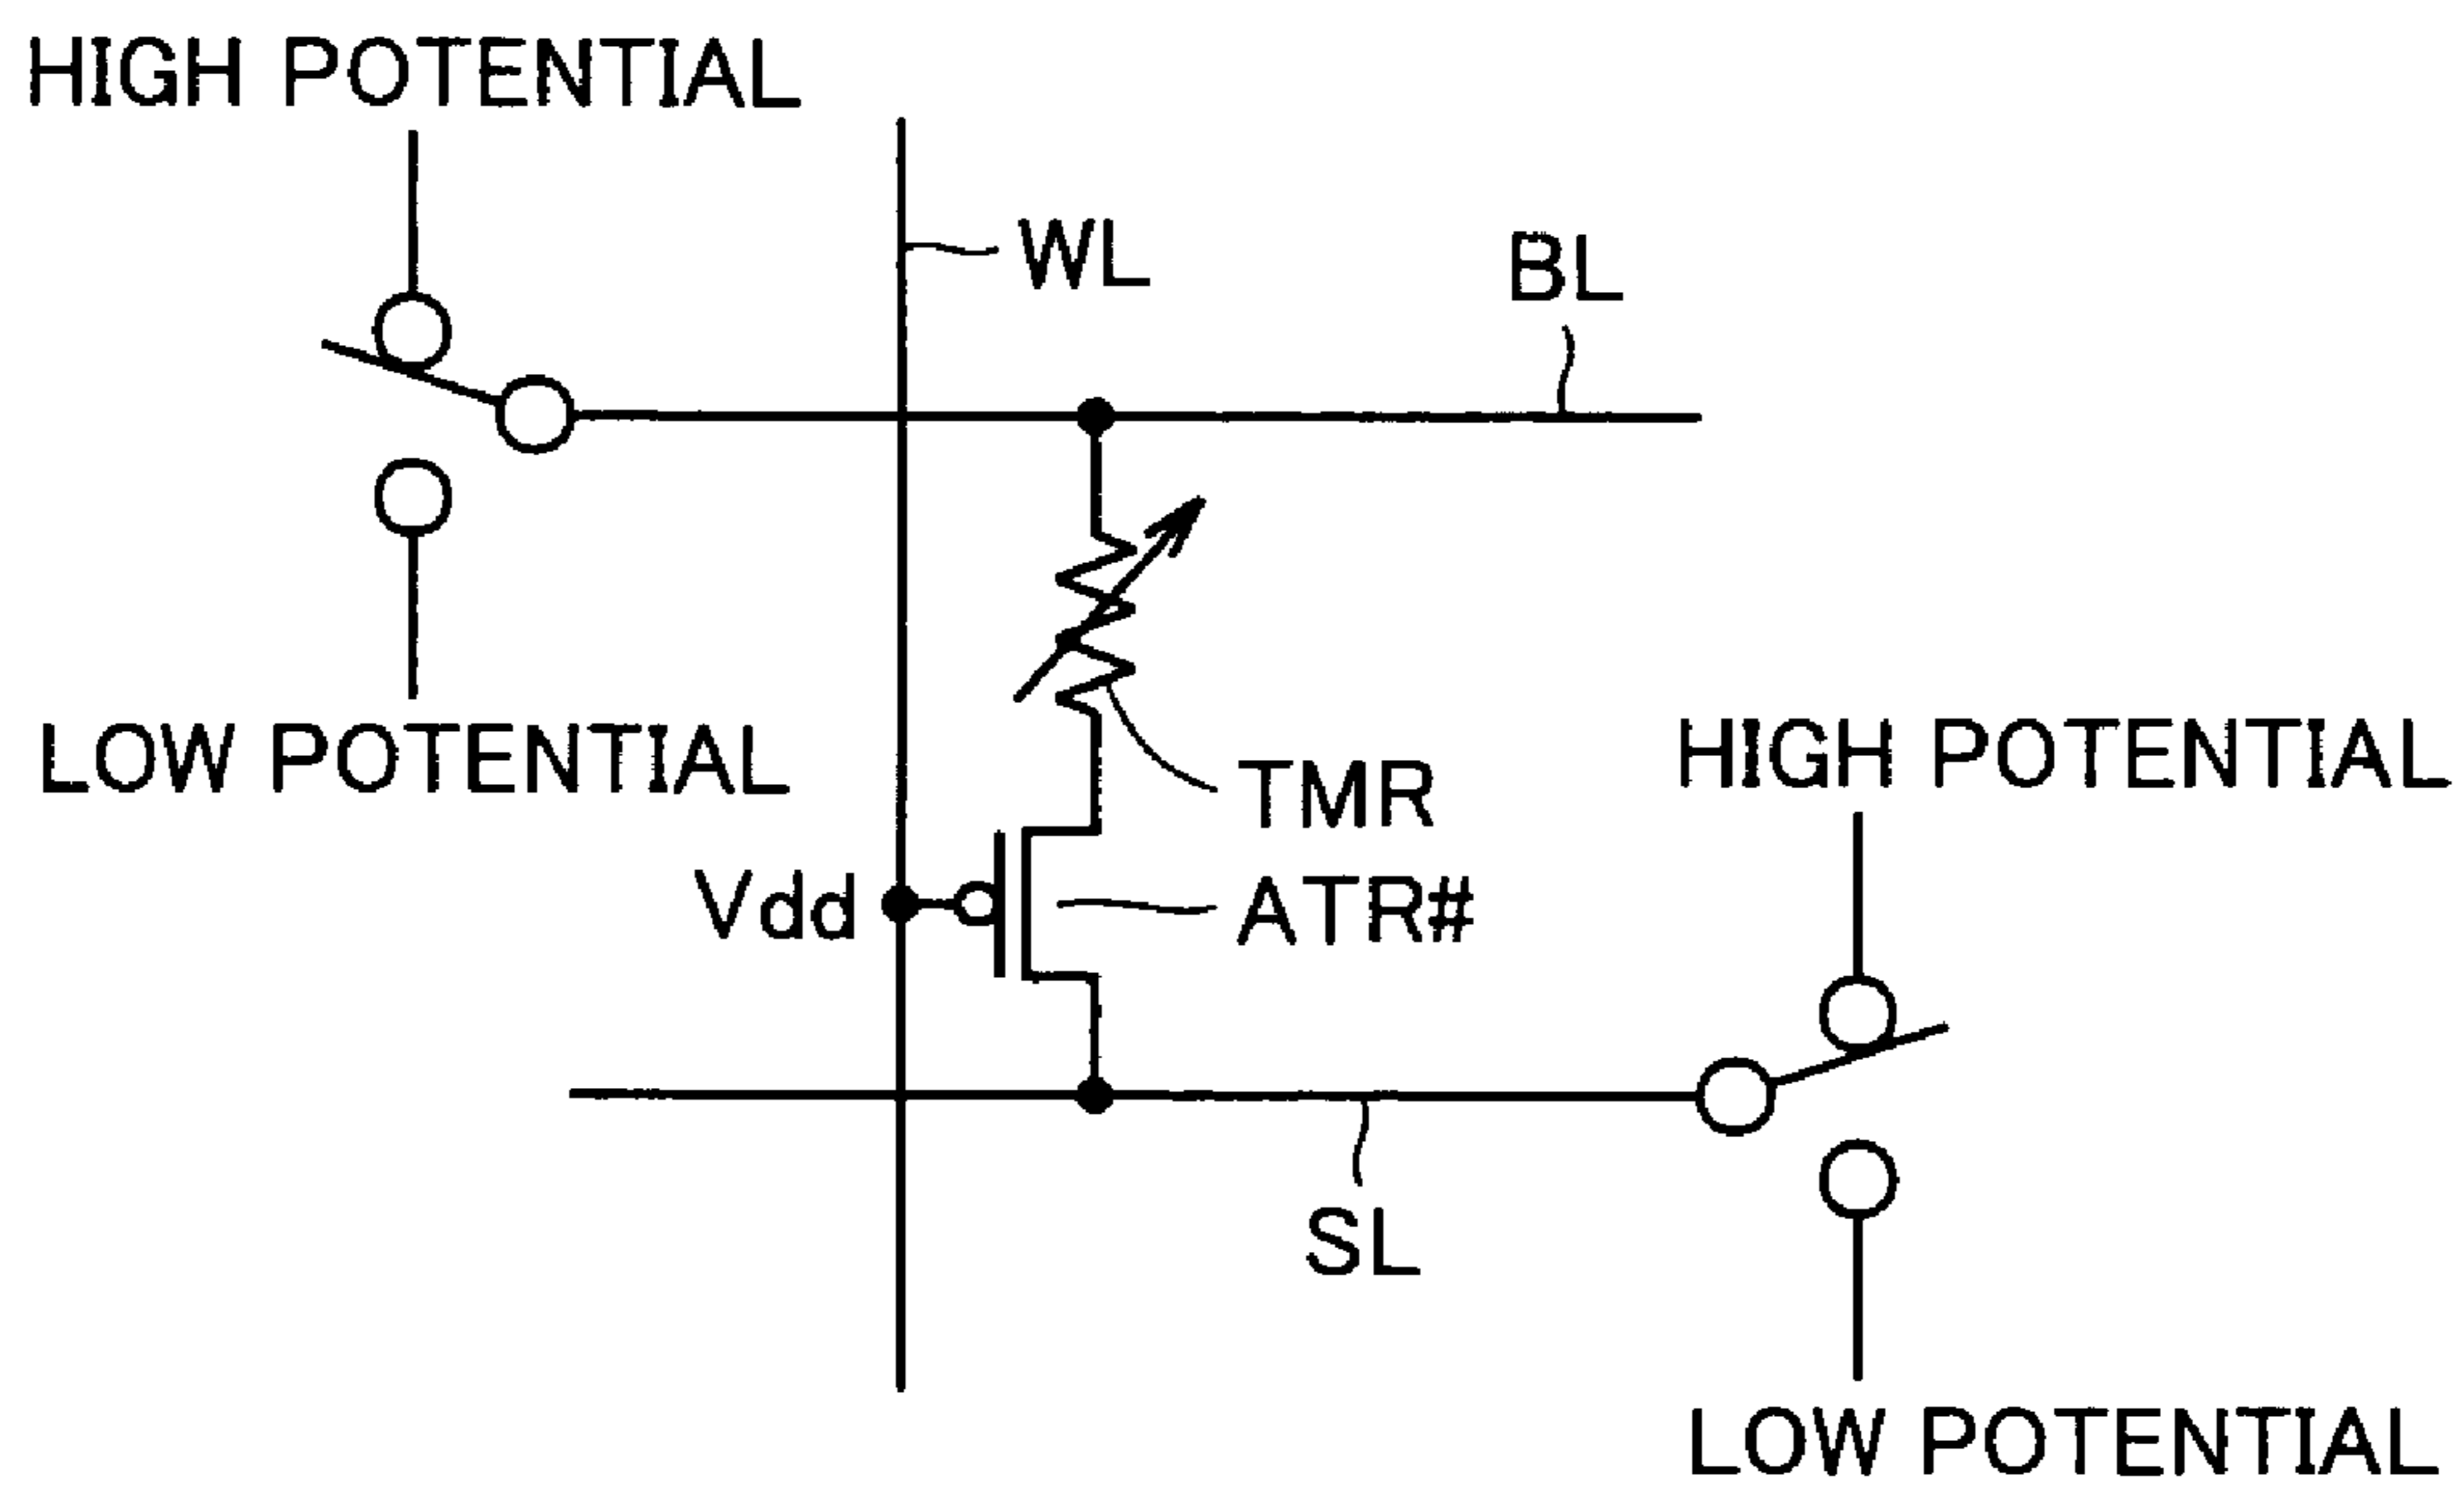 HIGH POTENTIAL
WL
BL
LOW POTENTIAL
TMR
HIGH POTENTIAL
Vdd
ATR#
SL
LOW POTENTIAL